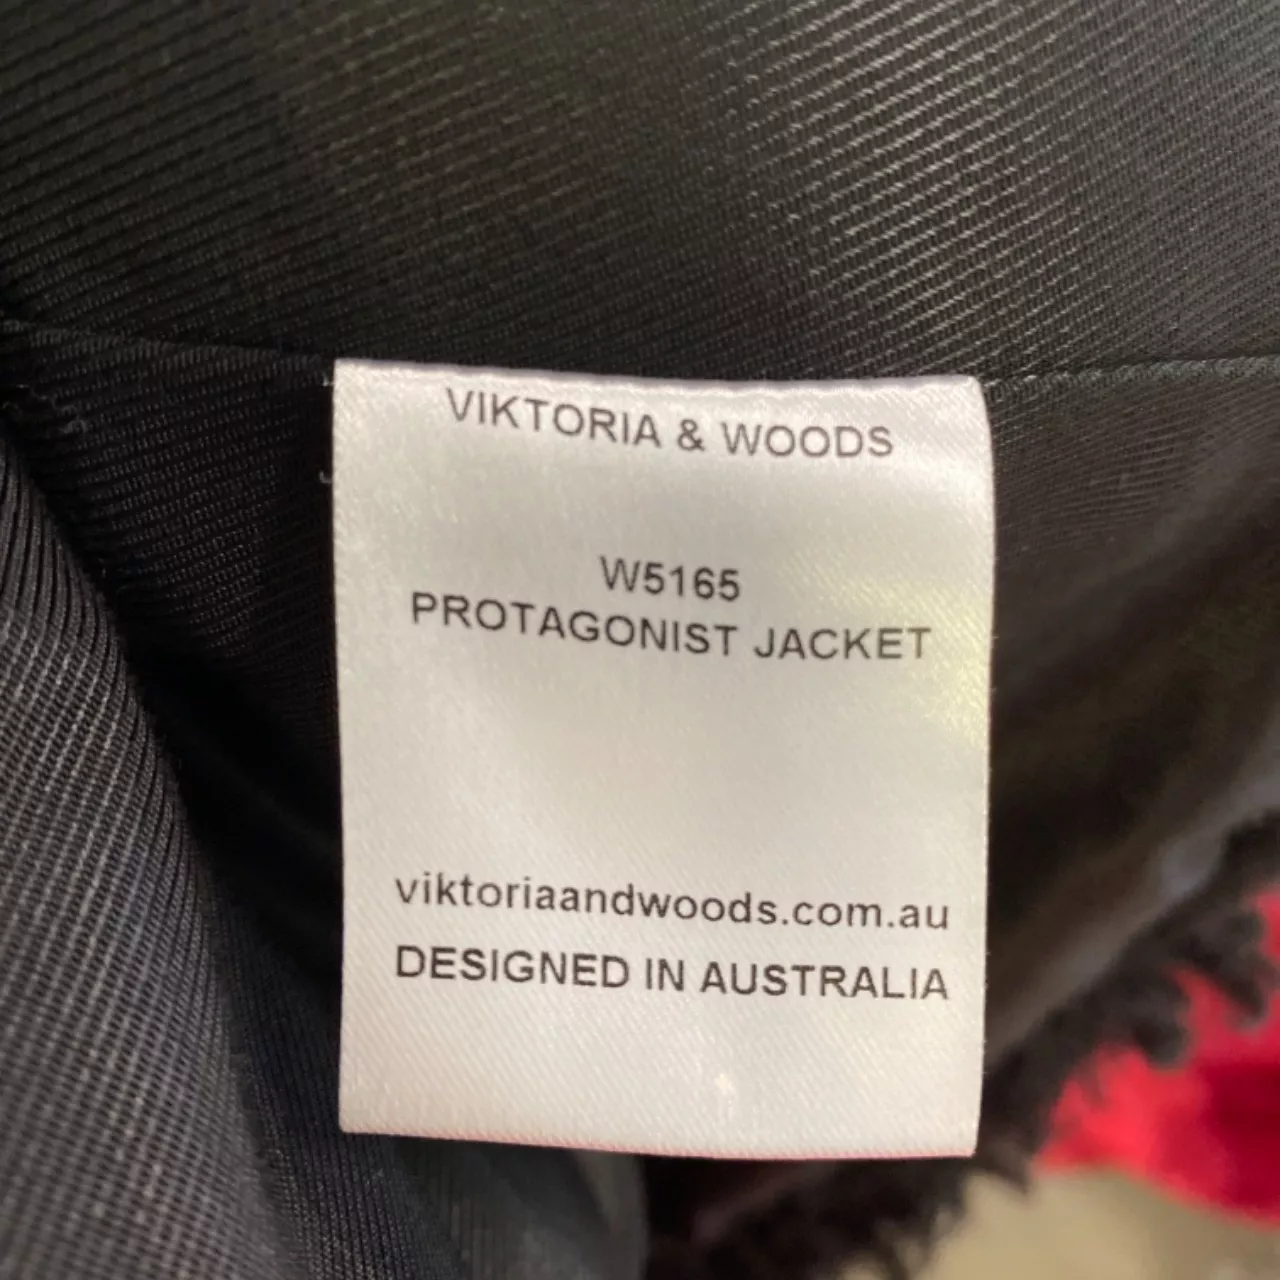 VIKTORIA & WOODS
W5165
PROTAGONIST JACKET
viktoriaandwoods.com.au
DESIGNED IN AUSTRALIA